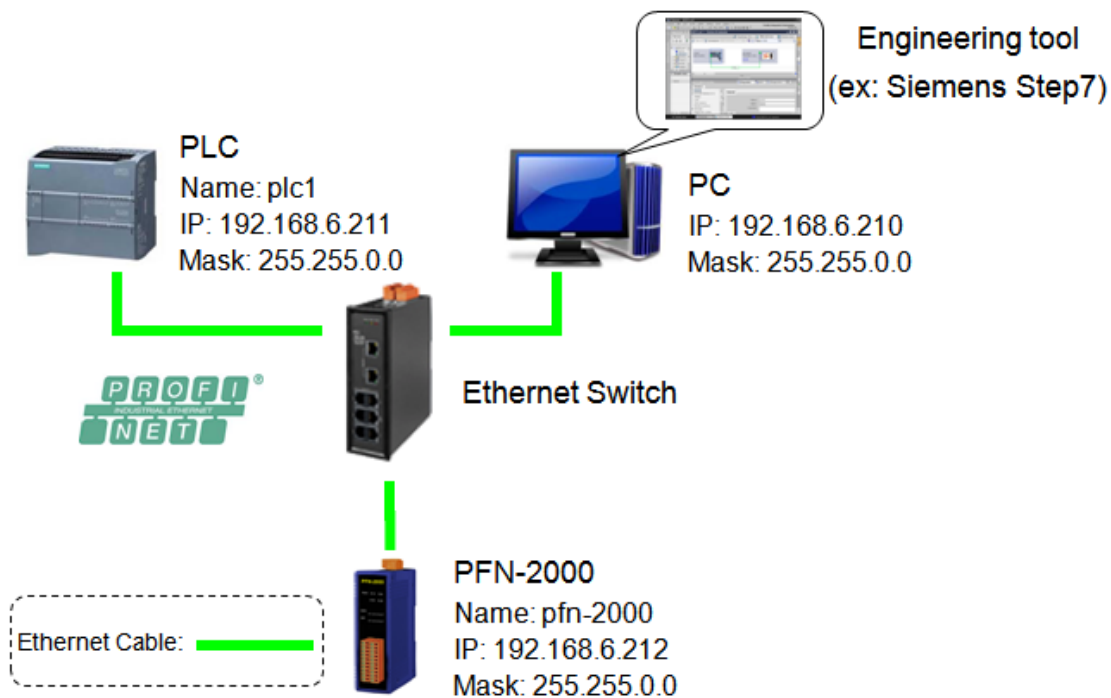 Engineering tool
(ex: Siemens Step7)
PLC
Name: plc1
IP: 192.168.6.211
Mask: 255.255.0.0
PC
IP: 192.168.6.210
Mask: 255.255.0.0
PROFI®
INDUSTRIAL ETHERNET
NET
Ethernet Switch
PFN-2000
PFN-2000
Name: pfn-2000
IP: 192.168.6.212
Mask: 255.255.0.0
Ethernet Cable: